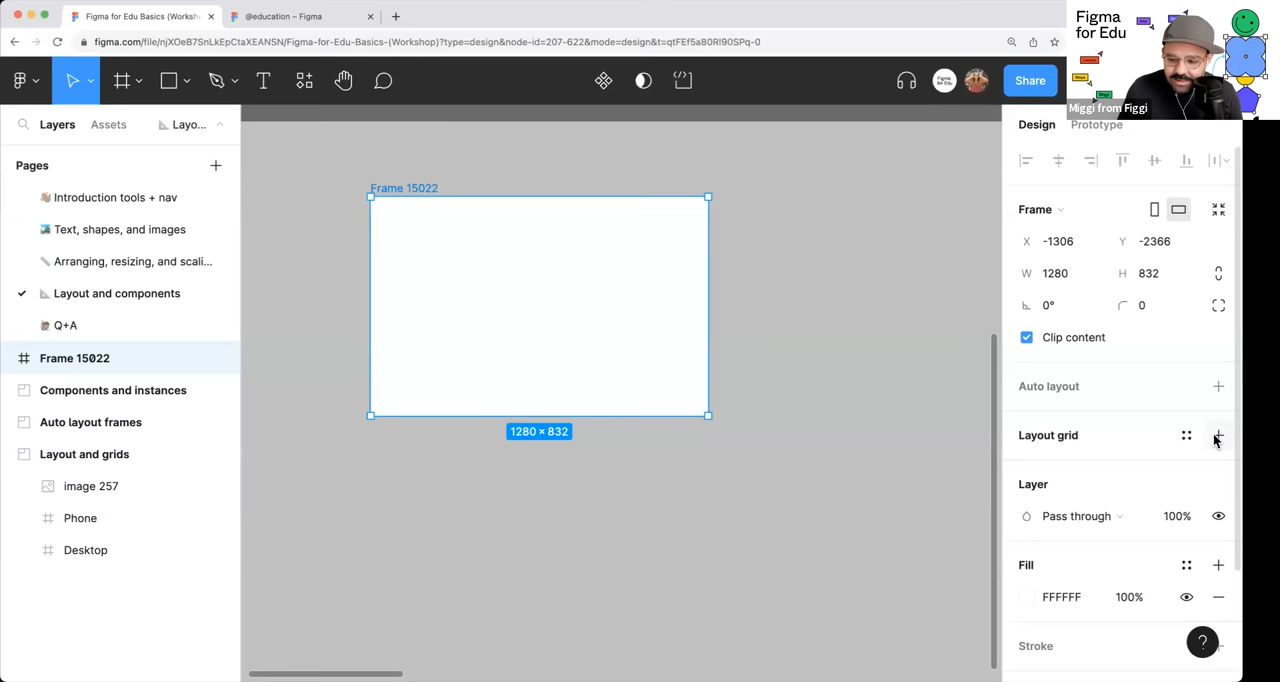 Figma for Edu Basics (Worksh
@education – Figma
figma.com/file/njXOeB7SnLkEpCtaXEANSN/Figma-for-Edu-Basics-(Workshop)?type=design&node-id=207-622&mode=design&t=qtFEf5a80RI90SPq-0
Figma
for Edu
Miggi from Figgi
Share
Layers
Assets
Layo...
Design
Prototype
Pages
Introduction tools + nav
Text, shapes, and images
Arranging, resizing, and scali...
Layout and components
Q+A
Frame 15022
Components and instances
Auto layout frames
Layout and grids
image 257
Phone
Desktop
Frame 15022
1280 × 832
Frame
X -1306 Y -2366
W 1280 H 832
0° 0
Clip content
Auto layout
Layout grid
Layer
Pass through 100%
Fill
FFFFFF 100%
Stroke
?